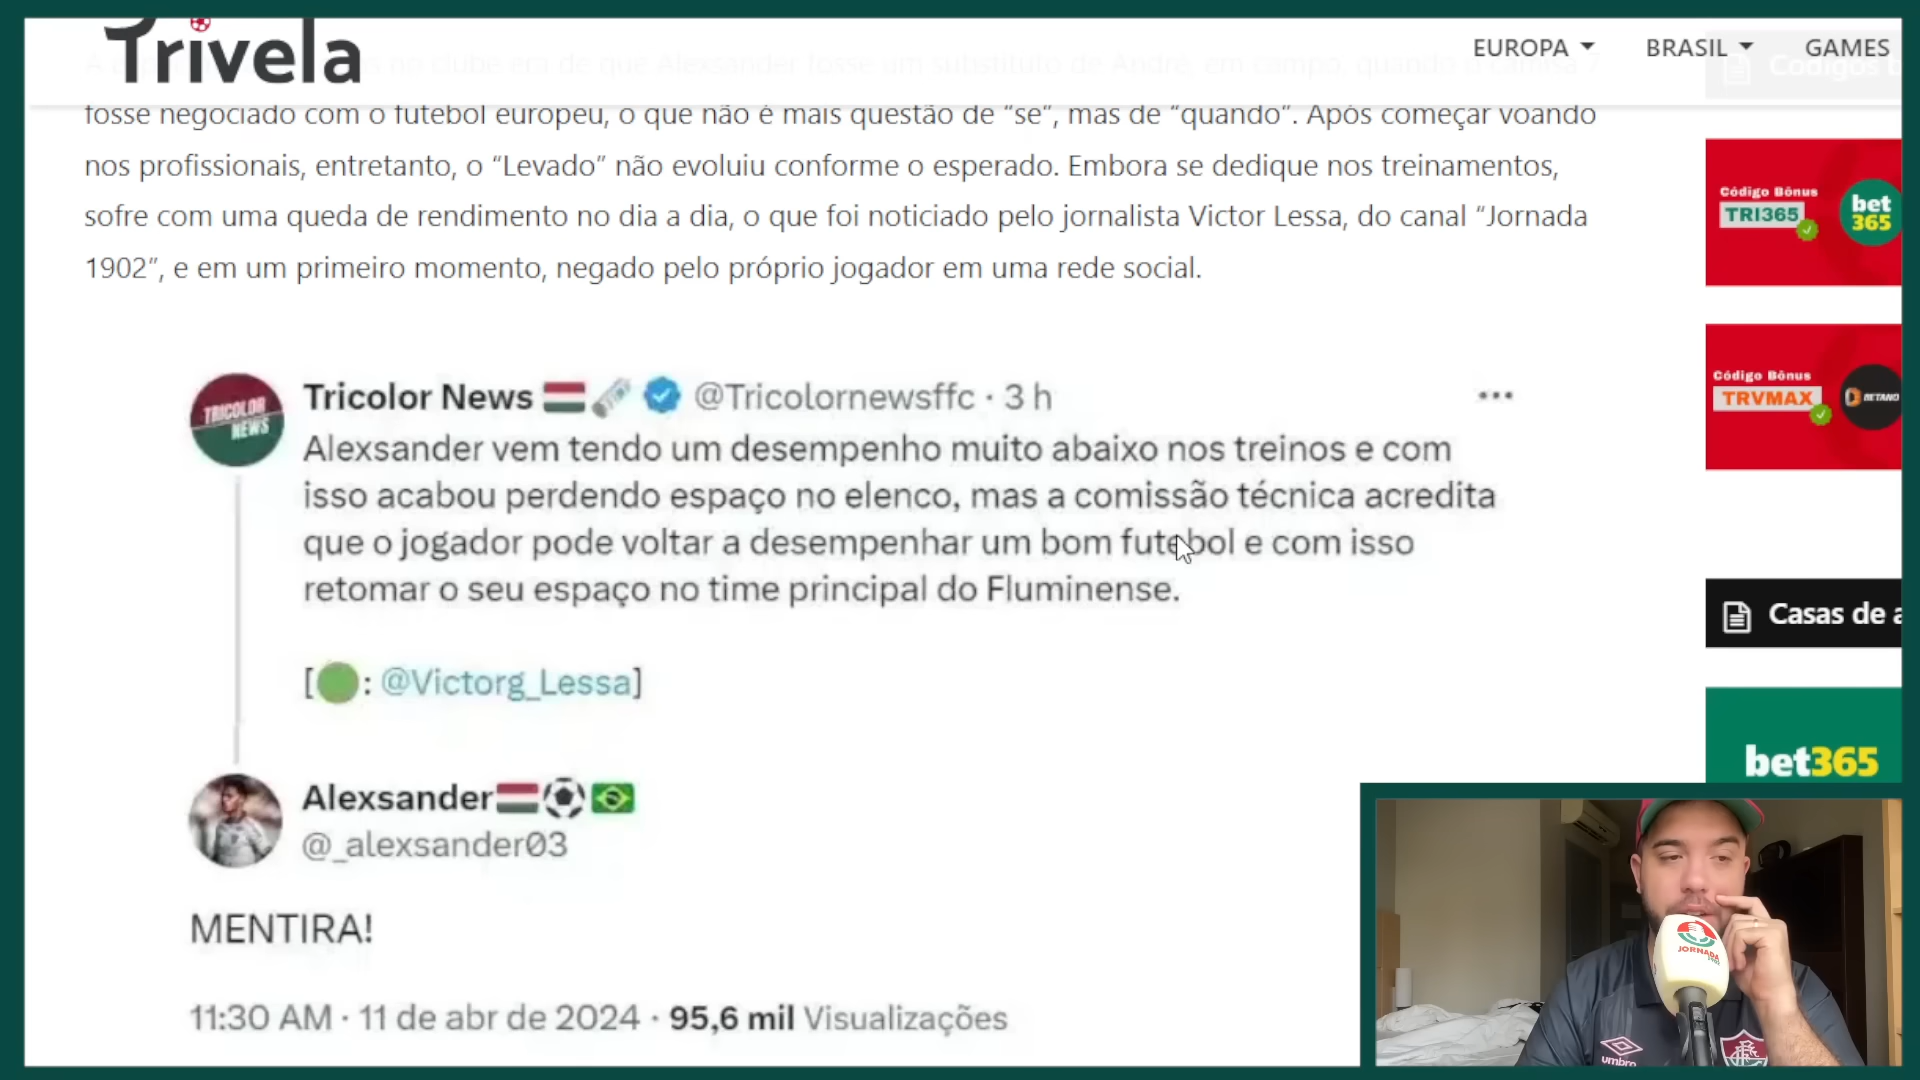 Trivela
EUROPA
BRASIL
GAMES
fosse negociado com o futebol europeu, o que não é mais questão de “se”, mas de “quando”. Após começar voando
nos profissionais, entretanto, o “Levado” não evoluiu conforme o esperado. Embora se dedique nos treinamentos,
sofre com uma queda de rendimento no dia a dia, o que foi noticiado pelo jornalista Victor Lessa, do canal “Jornada
1902”, e em um primeiro momento, negado pelo próprio jogador em uma rede social.
TRICOLOR
NEWS
Tricolor News @Tricolornewsffc · 3 h
Alexsander vem tendo um desempenho muito abaixo nos treinos e com
isso acabou perdendo espaço no elenco, mas a comissão técnica acredita
que o jogador pode voltar a desempenhar um bom futebol e com isso
retomar o seu espaço no time principal do Fluminense.
[🟢: @Victorg_Lessa]
Alexsander
@_alexsander03
MENTIRA!
11:30 AM · 11 de abr de 2024 · 95,6 mil Visualizações
Código Bônus
TRI365
bet
365
Código Bônus
TRVMAX
BETANO
Casas de a
bet365
JORNADA
umbro